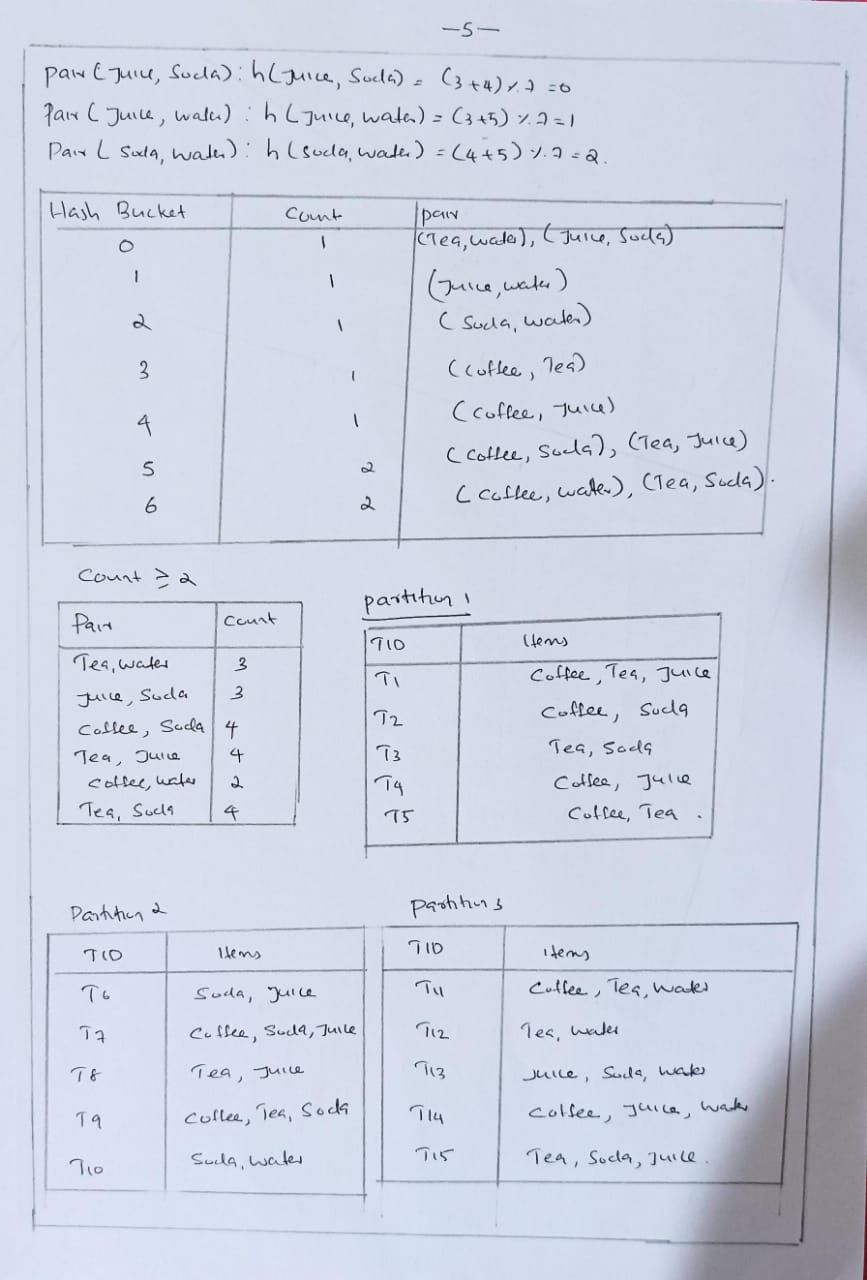 -5-
pair (Juice, Soda) : h(Juice, Soda) = (3+4) % 7 = 0
Pair (Juice, water) : h (Juice, water) = (3+5) % 7 = 1
Pair (Soda, water) : h (Soda, water) = (4+5) % 7 = 2.
Hash Bucket Count pair
0 1 (Tea, water), (Juice, Soda)
1 1 (Juice, water)
2 1 (Soda, water)
3 1 (Coffee, Tea)
4 1 (Coffee, Juice)
5 2 (Coffee, Soda), (Tea, Juice)
6 2 (Coffee, water), (Tea, Soda).
Count ≥ 2
Pair Count
Tea, water 3
Juice, Soda 3
Coffee, Soda 4
Tea, Juice 4
Coffee, water 2
Tea, Soda 4
partition 1
TID Items
T1 Coffee, Tea, Juice
T2 Coffee, Soda
T3 Tea, Soda
T4 Coffee, Juice
T5 Coffee, Tea .
Partition 2
TID Items
T6 Soda, Juice
T7 Coffee, Soda, Juice
T8 Tea, Juice
T9 Coffee, Tea, Soda
T10 Soda, water
partition 3
TID Items
T11 Coffee, Tea, Water
T12 Tea, water
T13 Juice, Soda, water
T14 Coffee, Juice, water
T15 Tea, Soda, Juice.